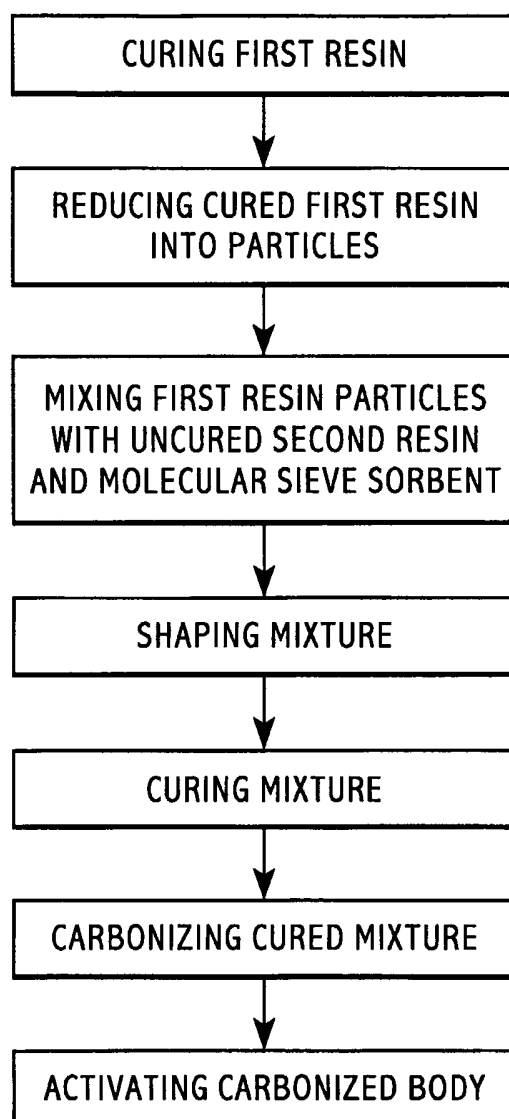 CURING FIRST RESIN
REDUCING CURED FIRST RESIN
INTO PARTICLES
MIXING FIRST RESIN PARTICLES
WITH UNCURED SECOND RESIN
AND MOLECULAR SIEVE SORBENT
SHAPING MIXTURE
CURING MIXTURE
CARBONIZING CURED MIXTURE
ACTIVATING CARBONIZED BODY